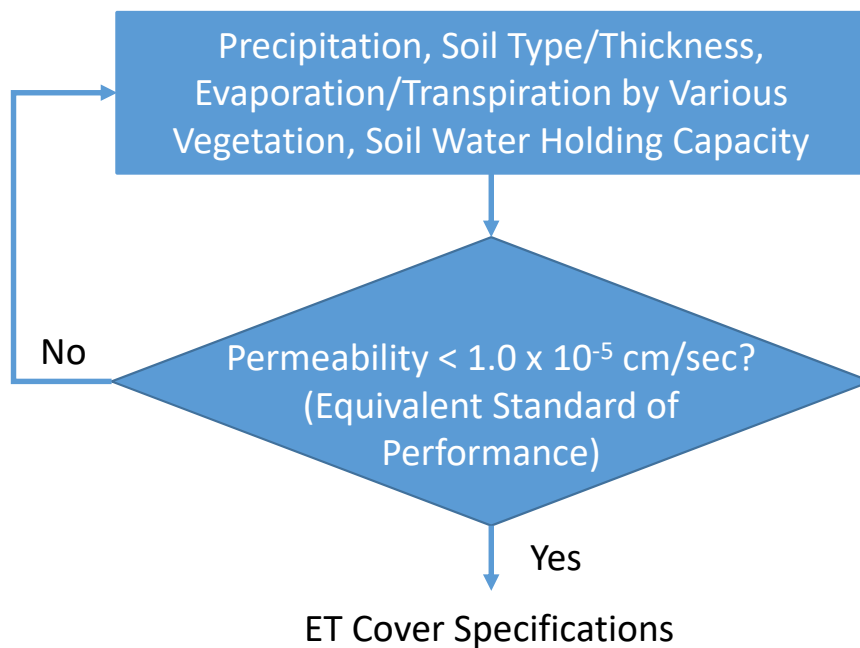 Precipitation, Soil Type/Thickness,
Evaporation/Transpiration by Various
Vegetation, Soil Water Holding Capacity
No
Permeability < 1.0 x 10⁻⁵ cm/sec?
(Equivalent Standard of
Performance)
Yes
ET Cover Specifications